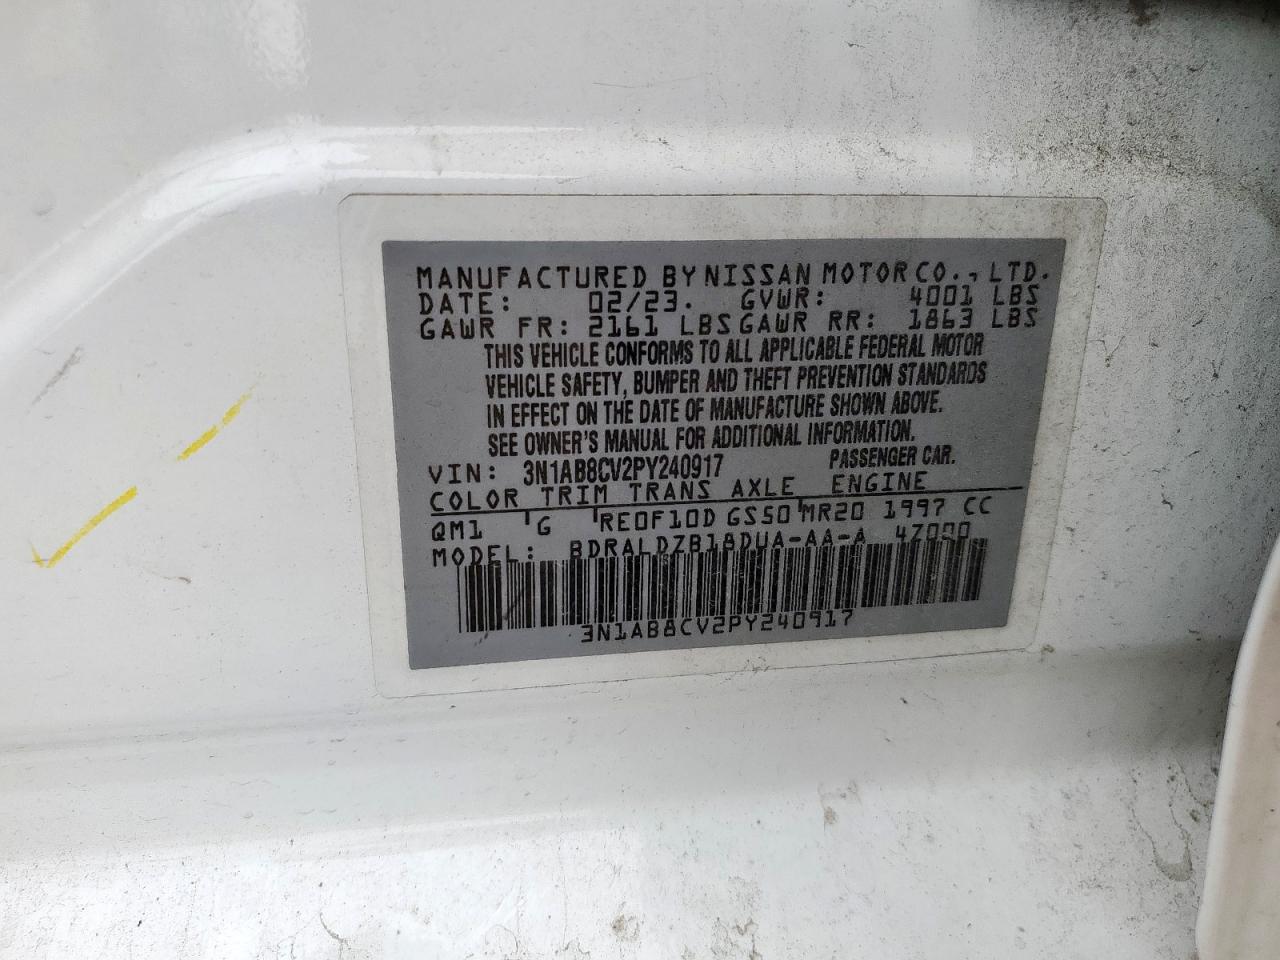 MANUFACTURED BY NISSAN MOTOR CO., LTD.
DATE: 02/23. GVWR: 4001 LBS
GAWR FR: 2161 LBS GAWR RR: 1863 LBS
THIS VEHICLE CONFORMS TO ALL APPLICABLE FEDERAL MOTOR
VEHICLE SAFETY, BUMPER AND THEFT PREVENTION STANDARDS
IN EFFECT ON THE DATE OF MANUFACTURE SHOWN ABOVE.
SEE OWNER'S MANUAL FOR ADDITIONAL INFORMATION.
VIN: 3N1AB8CV2PY240917 PASSENGER CAR.
COLOR TRIM TRANS AXLE ENGINE
QM1 G RE0F10D GS50 MR20 1997 CC
MODEL: BDRALDZB18DUA-AA-A
3N1AB8CV2PY240917